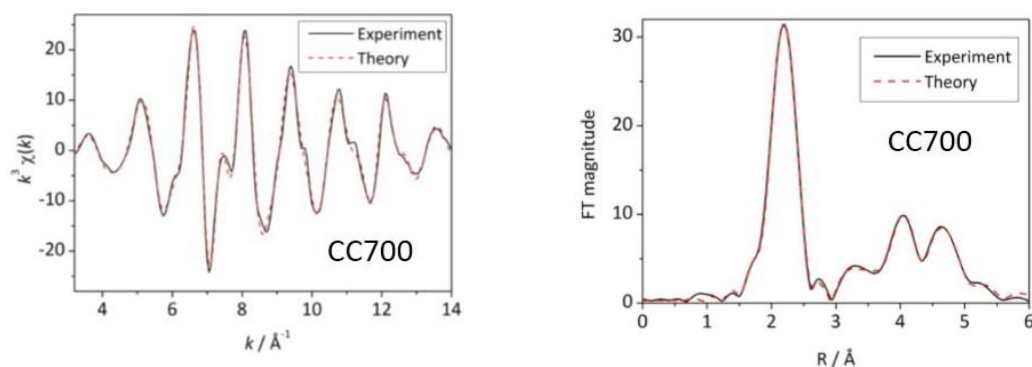 20
10
0
-10
-20
k³ χ(k)
Experiment
Theory
CC700
4 6 8 10 12 14
k / Å⁻¹
30
20
10
0
FT magnitude
Experiment
Theory
CC700
0 1 2 3 4 5 6
R / Å